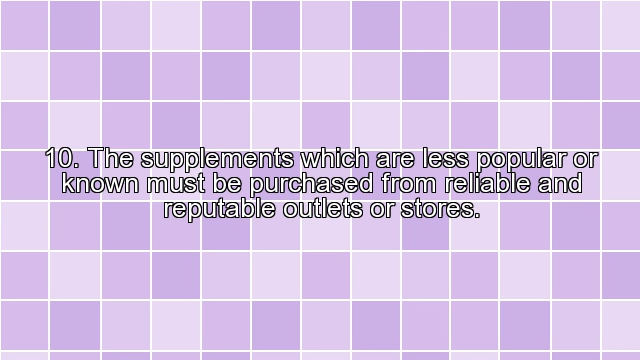 10. The supplements which are less popular or
known must be purchased from reliable and
reputable outlets or stores.